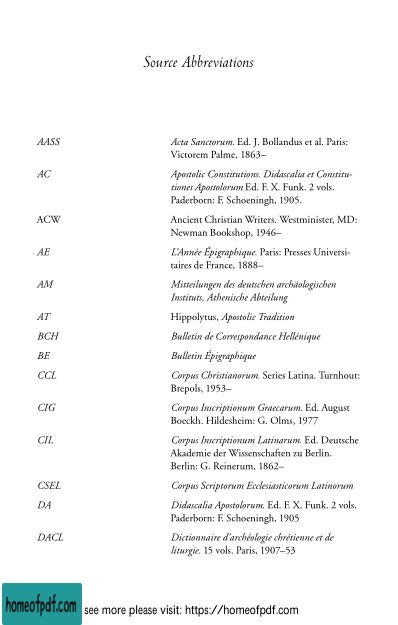 Source Abbreviations
AASS Acta Sanctorum. Ed. J. Bollandus et al. Paris:
Victorem Palme, 1863–
AC Apostolic Constitutions. Didascalia et Constitu-
tiones Apostolorum Ed. F. X. Funk. 2 vols.
Paderborn: F. Schoeningh, 1905.
ACW Ancient Christian Writers. Westminister, MD:
Newman Bookshop, 1946–
AE L'Année Épigraphique. Paris: Presses Universi-
taires de France, 1888–
AM Mitteilungen des deutschen archäologischen
Instituts, Athenische Abteilung
AT Hippolytus, Apostolic Tradition
BCH Bulletin de Correspondance Hellénique
BE Bulletin Épigraphique
CCL Corpus Christianorum. Series Latina. Turnhout:
Brepols, 1953–
CIG Corpus Inscriptionum Graecarum. Ed. August
Boeckh. Hildesheim: G. Olms, 1977
CIL Corpus Inscriptionum Latinarum. Ed. Deutsche
Akademie der Wissenschaften zu Berlin.
Berlin: G. Reinerum, 1862–
CSEL Corpus Scriptorum Ecclesiasticorum Latinorum
DA Didascalia Apostolorum. Ed. F. X. Funk. 2 vols.
Paderborn: F. Schoeningh, 1905
DACL Dictionnaire d'archéologie chrétienne et de
liturgie. 15 vols. Paris, 1907–53
homeofpdf.com see more please visit: https://homeofpdf.com